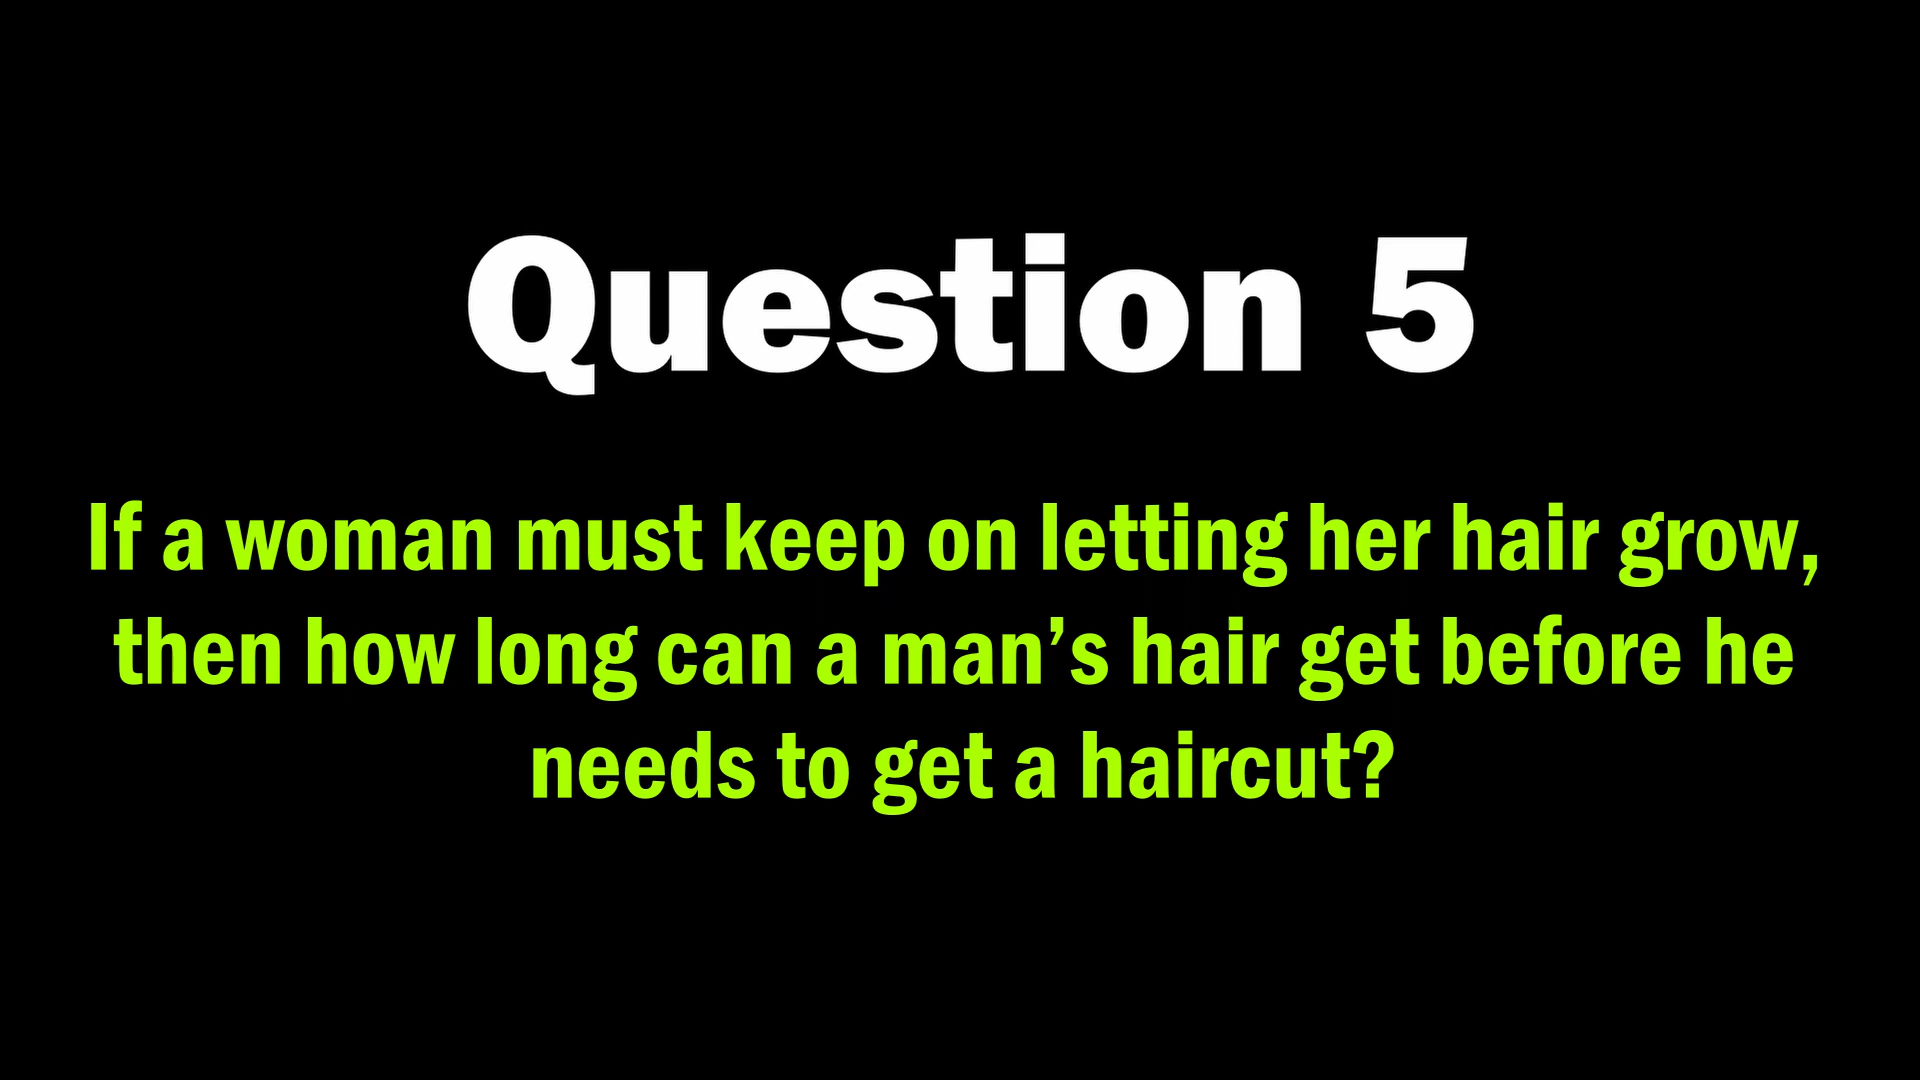 Question 5
If a woman must keep on letting her hair grow,
then how long can a man’s hair get before he
needs to get a haircut?